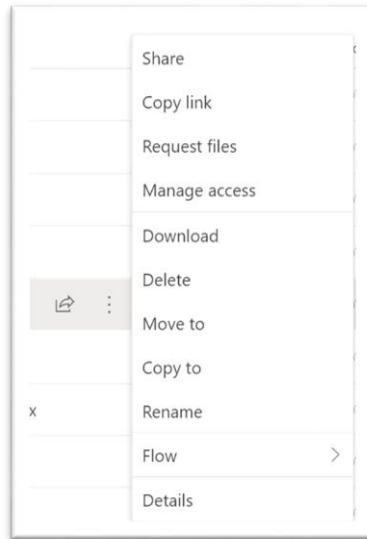 Share
Copy link
Request files
Manage access
Download
Delete
Move to
Copy to
x
Rename
Flow
Details